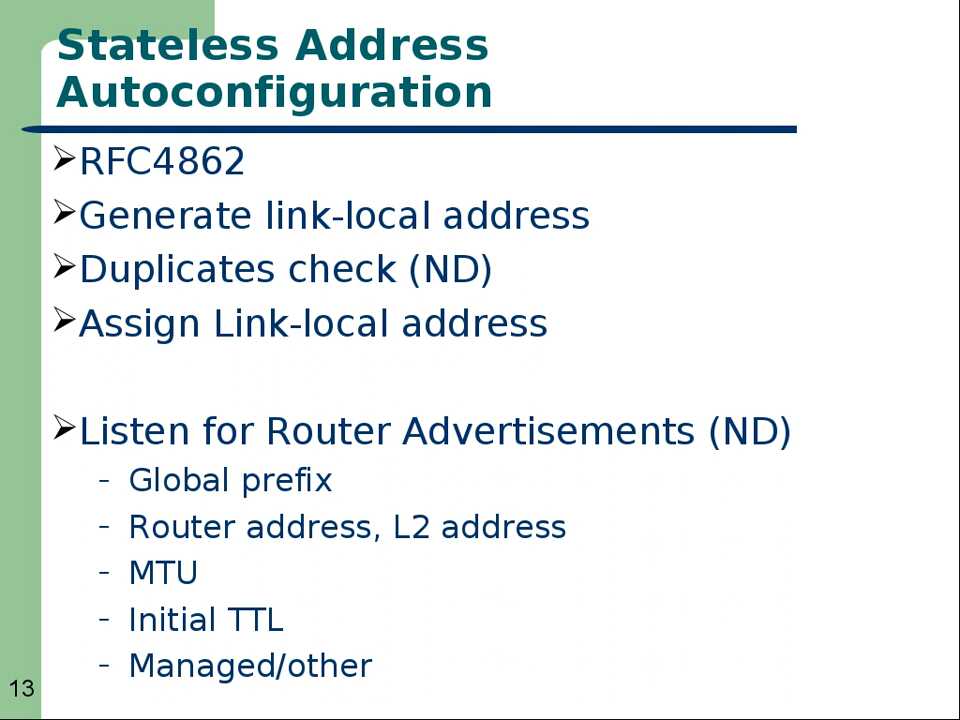 Stateless Address
Autoconfiguration
➢RFC4862
➢Generate link-local address
➢Duplicates check (ND)
➢Assign Link-local address
➢Listen for Router Advertisements (ND)
– Global prefix
– Router address, L2 address
– MTU
– Initial TTL
– Managed/other
13